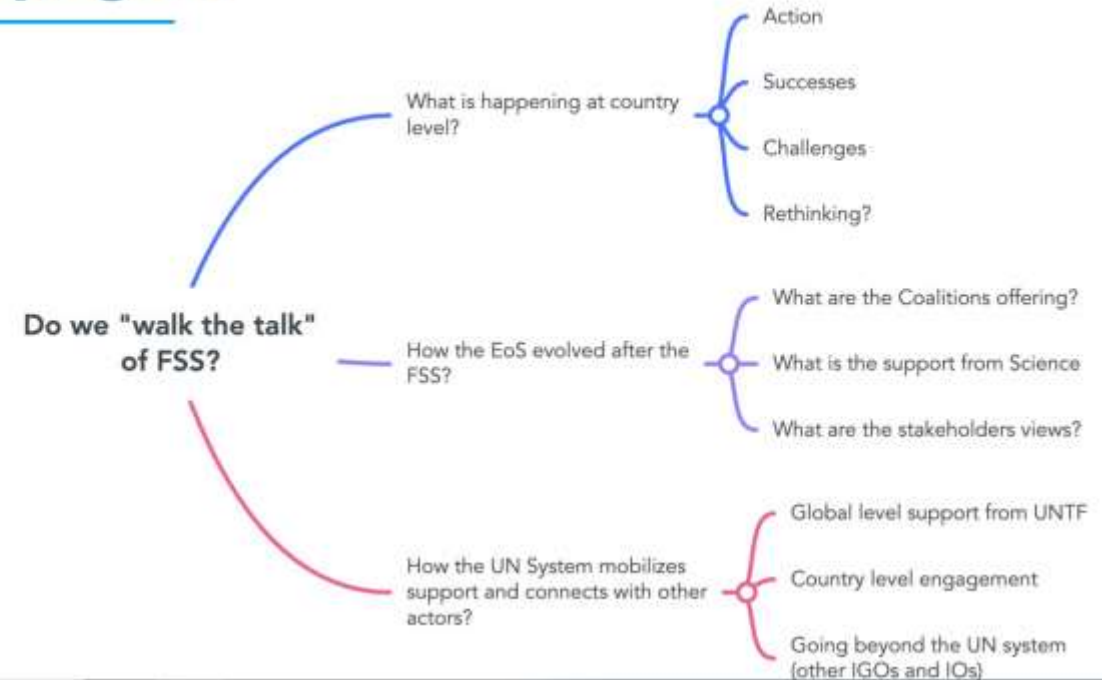 Do we "walk the talk"
of FSS?
What is happening at country
level?
Action
Successes
Challenges
Rethinking?
How the EoS evolved after the
FSS?
What are the Coalitions offering?
What is the support from Science
What are the stakeholders views?
How the UN System mobilizes
support and connects with other
actors?
Global level support from UNTF
Country level engagement
Going beyond the UN system
(other IGOs and IOs)